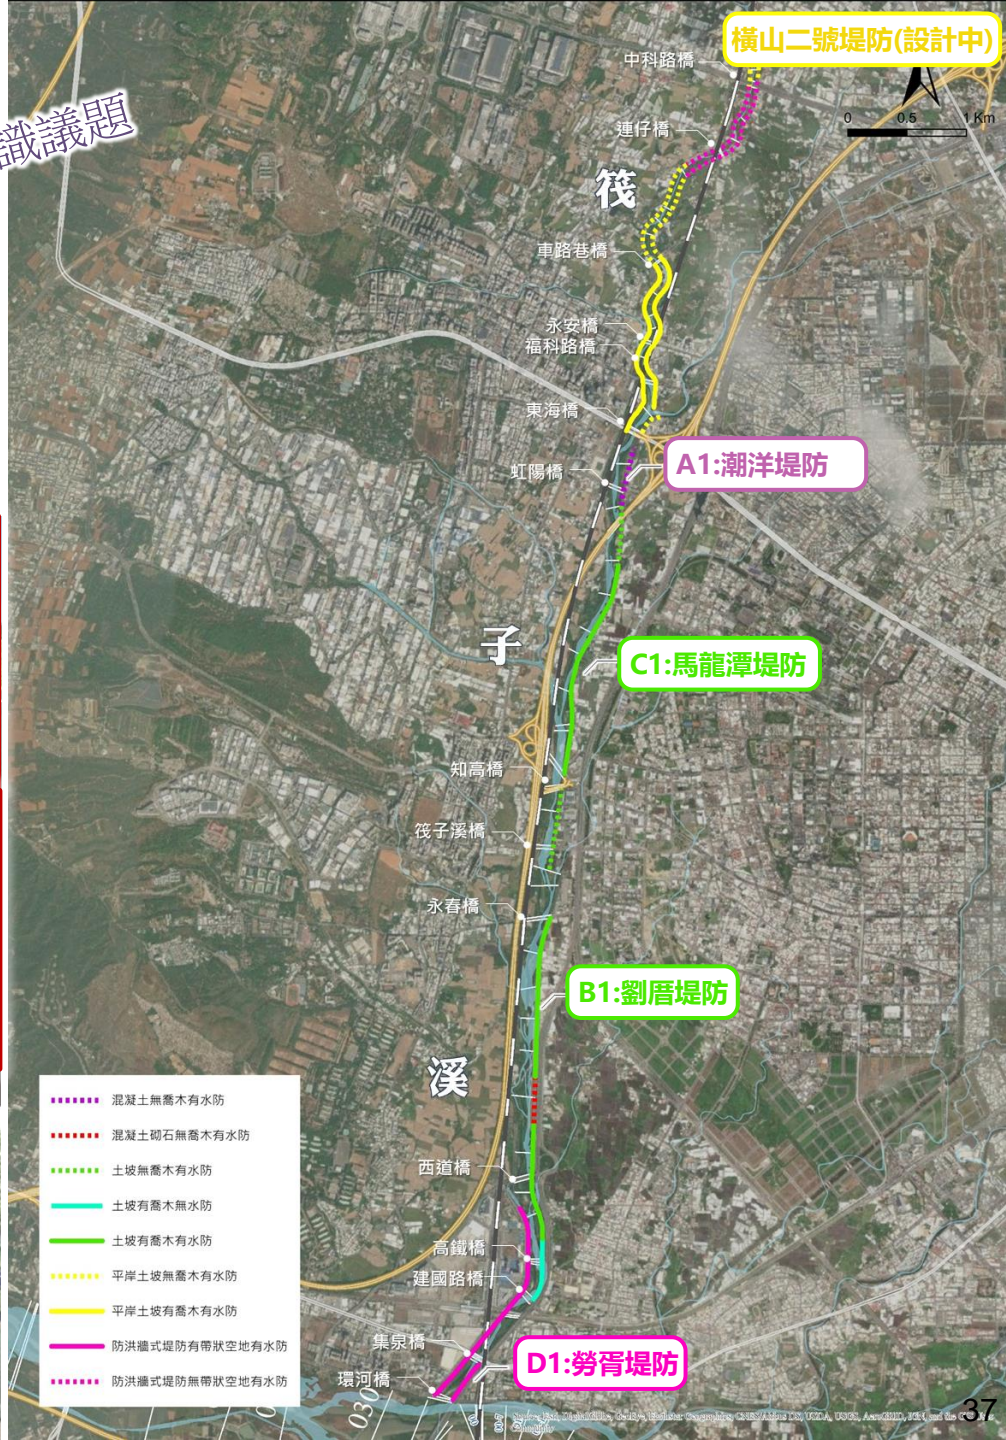 橫山二號堤防(設計中)
中科路橋
識議題
0 0.5 1 Km
連仔橋
筏
車路巷橋
永安橋
福科路橋
東海橋
A1:潮洋堤防
虹陽橋
子
C1:馬龍潭堤防
知高橋
筏子溪橋
永春橋
B1:劉厝堤防
溪
混凝土無喬木有水防
混凝土砌石無喬木有水防
土坡無喬木有水防
土坡有喬木無水防
土坡有喬木有水防
平岸土坡無喬木有水防
平岸土坡有喬木有水防
防洪牆式堤防有帶狀空地有水防
防洪牆式堤防無帶狀空地有水防
西道橋
高鐵橋
建國路橋
集泉橋
D1:勞胥堤防
環河橋
030
37